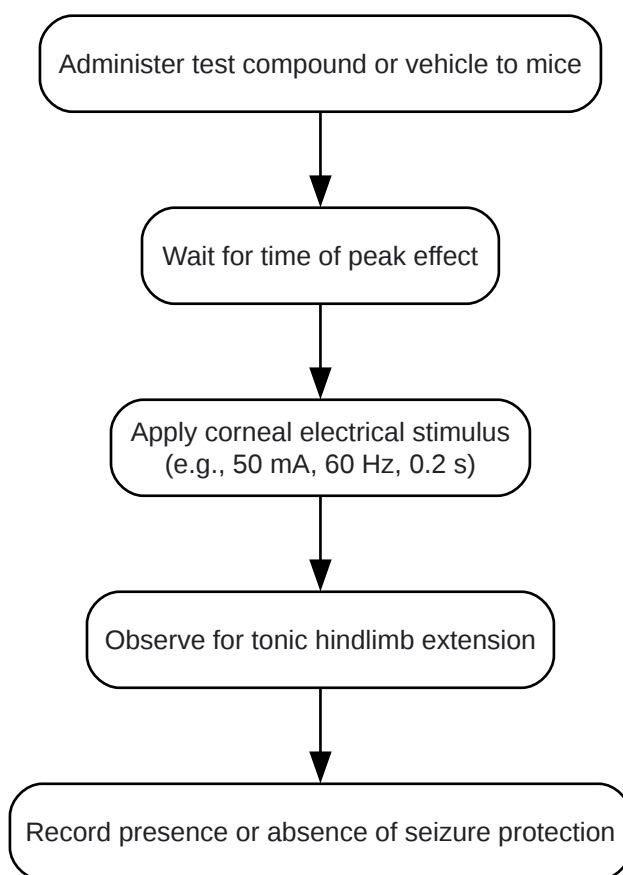 Administer test compound or vehicle to mice
Wait for time of peak effect
Apply corneal electrical stimulus
(e.g., 50 mA, 60 Hz, 0.2 s)
Observe for tonic hindlimb extension
Record presence or absence of seizure protection